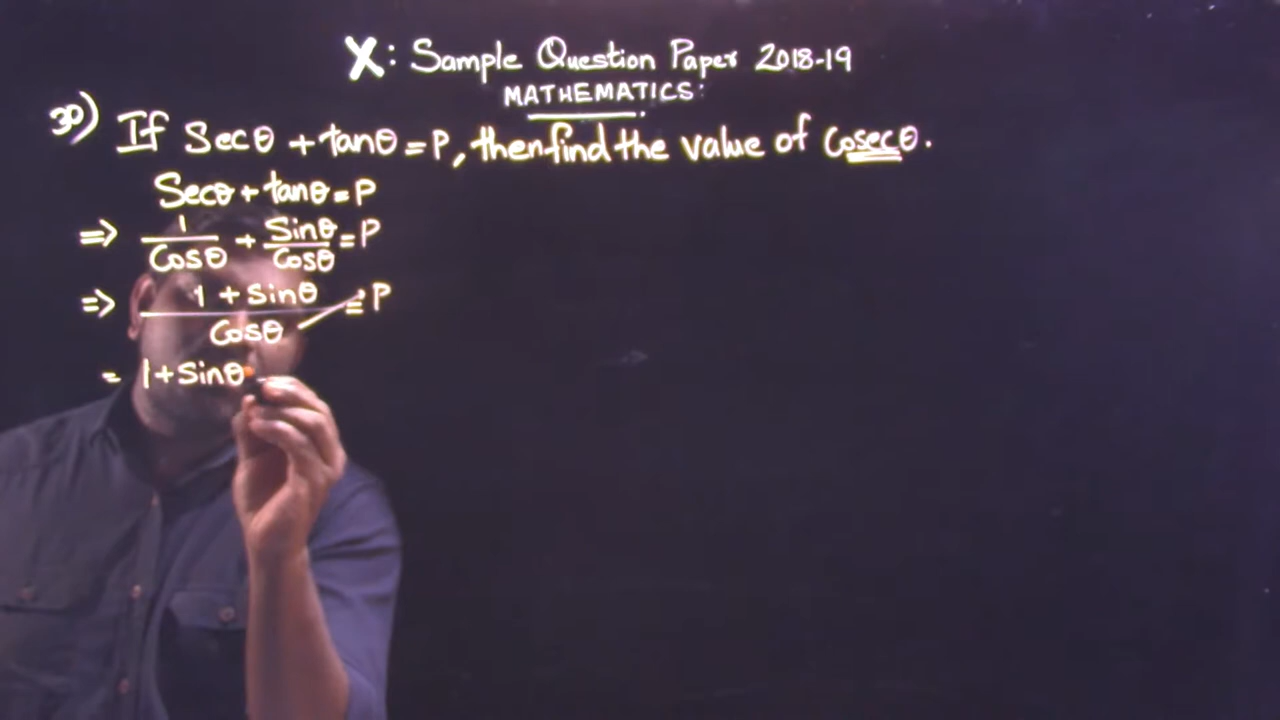 X: Sample Question Paper 2018-19
MATHEMATICS:
30) If Secθ + tanθ = P, then find the value of Cosecθ.
Secθ + tanθ = P
=> 1/Cosθ + Sinθ/Cosθ = P
=> 1 + Sinθ/Cosθ = P
= 1 + Sinθ